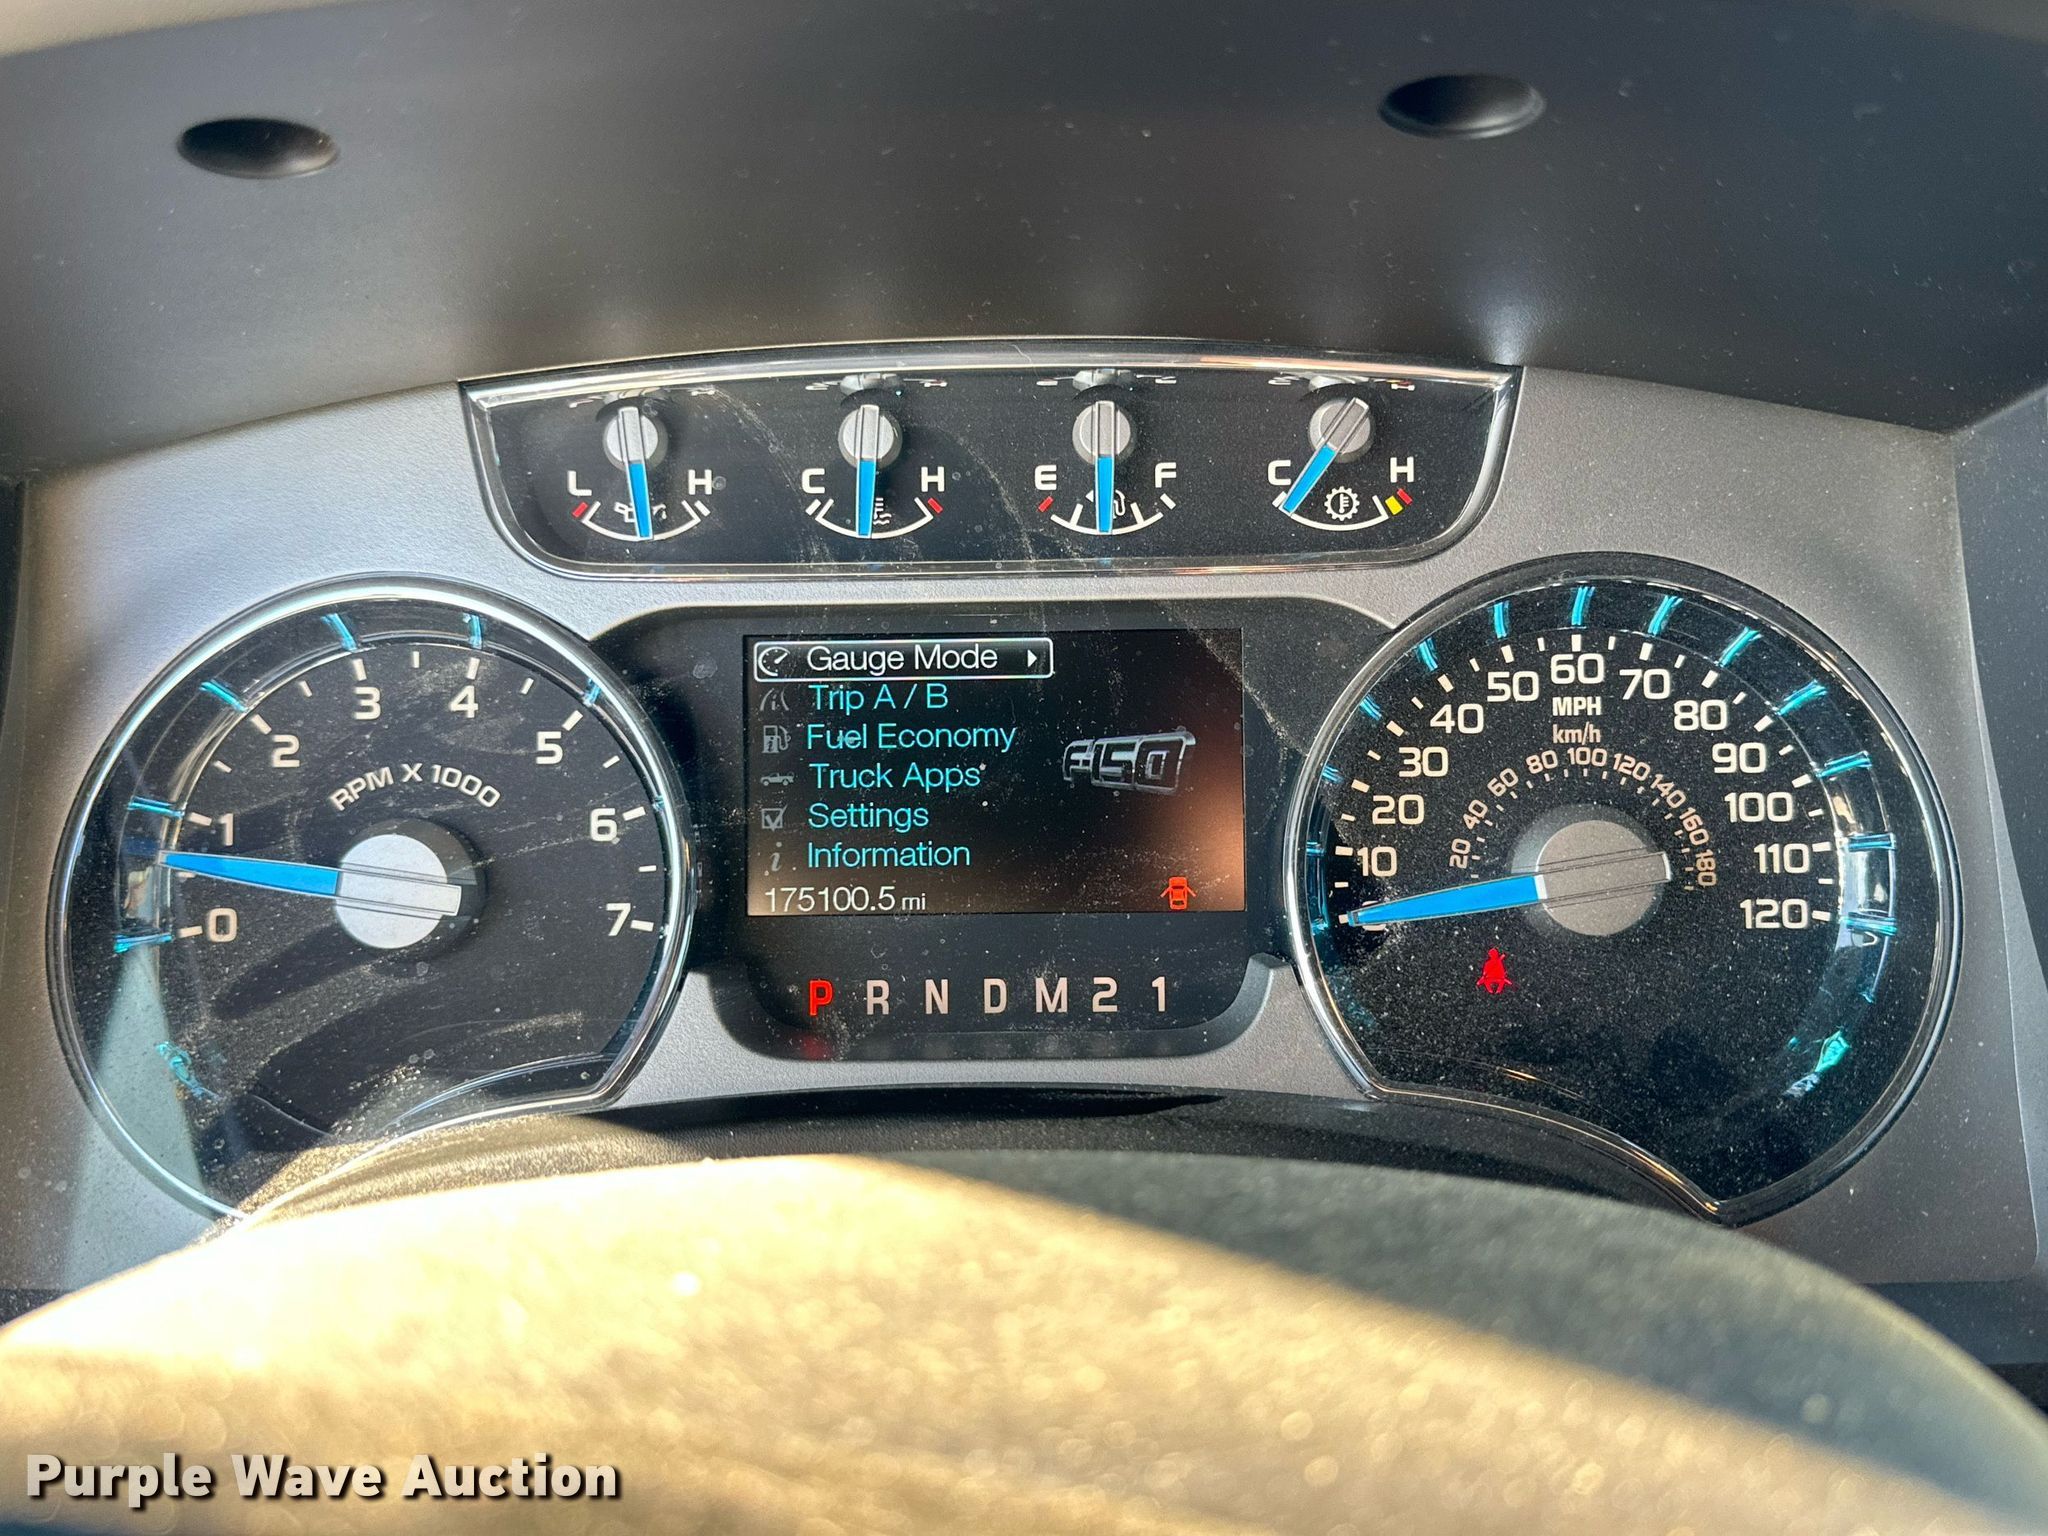 L H C H E F C H
Gauge Mode
Trip A / B
Fuel Economy
Truck Apps
Settings
Information
175100.5 mi
F150
P R N D M 2 1
0 1 2 3 4 5 6 7
RPM X 1000
0 10 20 30 40 50 60 70 80 90 100 110 120
MPH
km/h
20 40 60 80 100 120 140 160 180
Purple Wave Auction